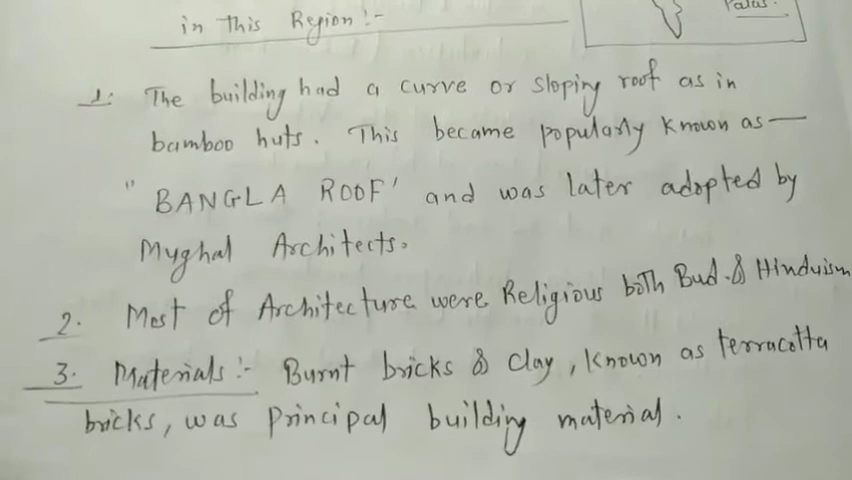 in this Region:-
Palas.
1. The building had a curve or sloping roof as in
bamboo huts. This became popularly known as —
"BANGLA ROOF' and was later adopted by
Myghal Architects.
2. Most of Architecture were Religious both Bud. & Hinduism
3. Materials:- Burnt bricks & clay, known as terracotta
bricks, was principal building material.